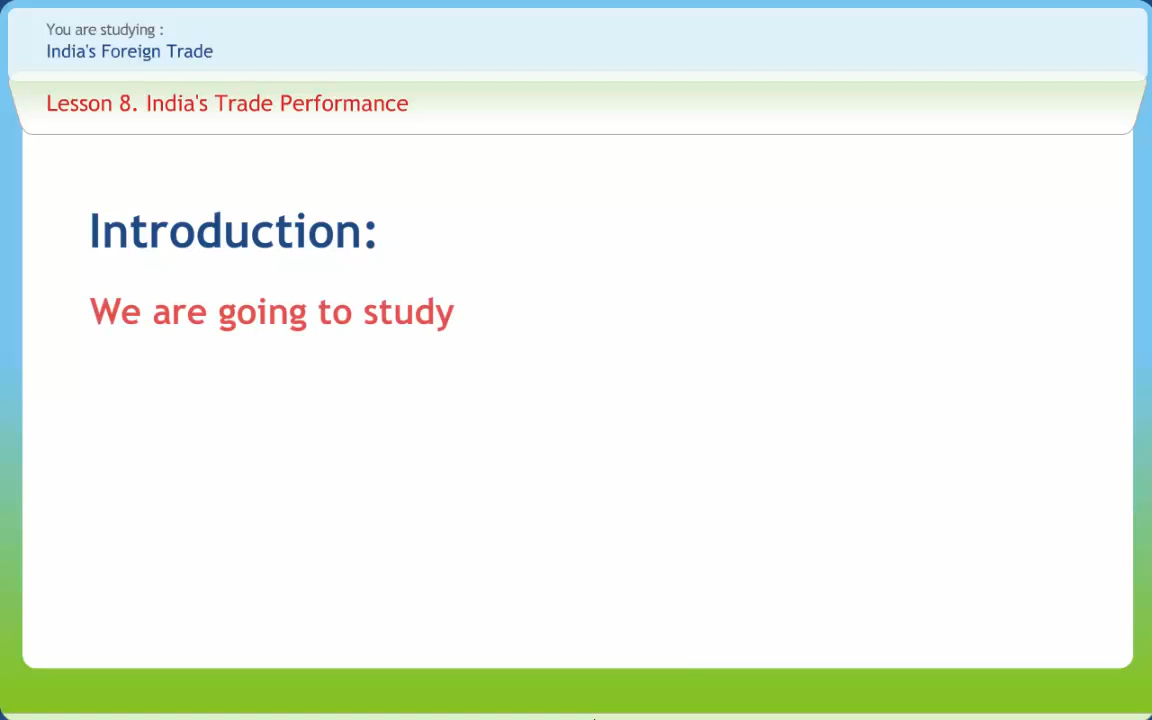 You are studying :
India's Foreign Trade
Lesson 8. India's Trade Performance
Introduction:
We are going to study